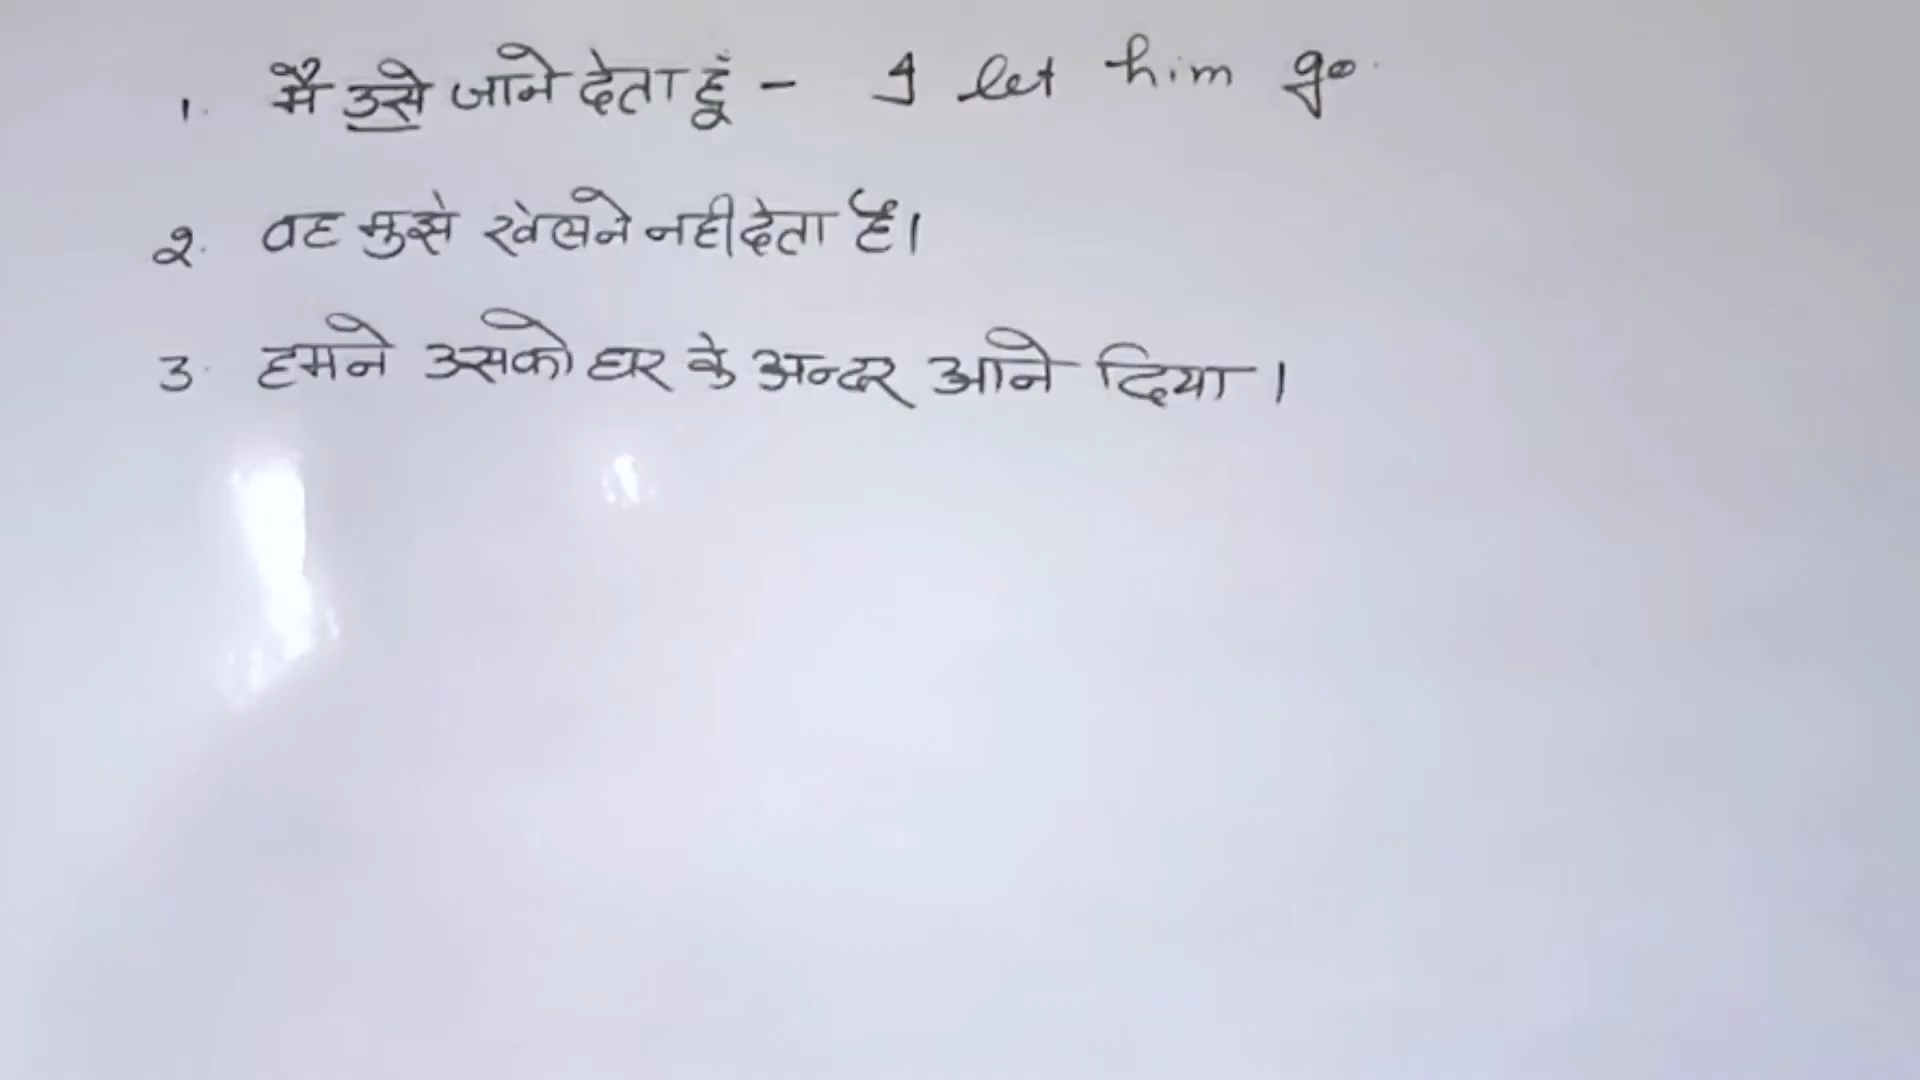 1. मैं उसे जाने देता हूँ - I let him go.
2. वह मुझे खेलने नही देता है।
3. हमने उसको घर के अन्दर आने दिया।